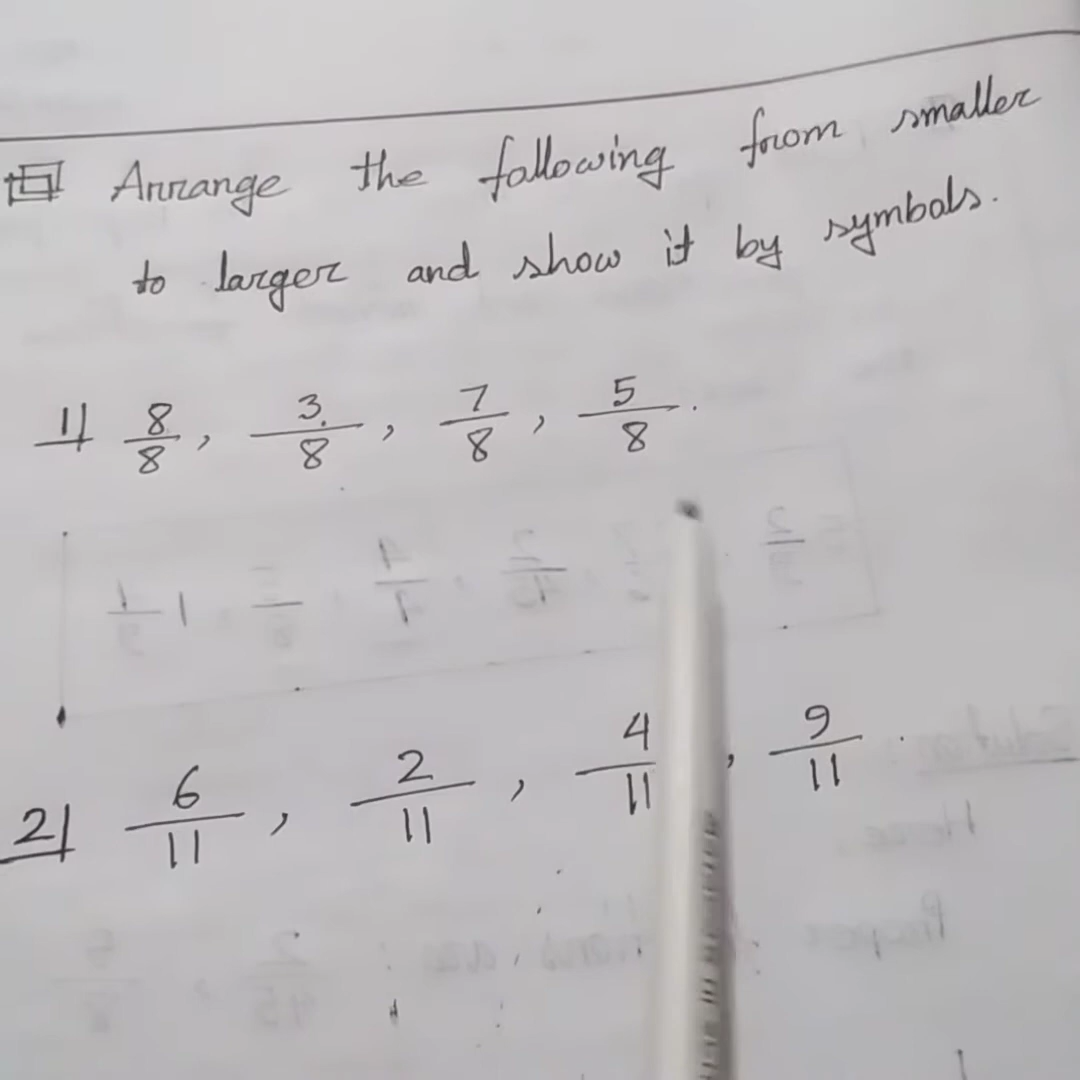 Arrange the following from smaller
to larger and show it by symbols.
1) 8/8, 3/8, 7/8, 5/8.
2) 6/11, 2/11, 4/11, 9/11.